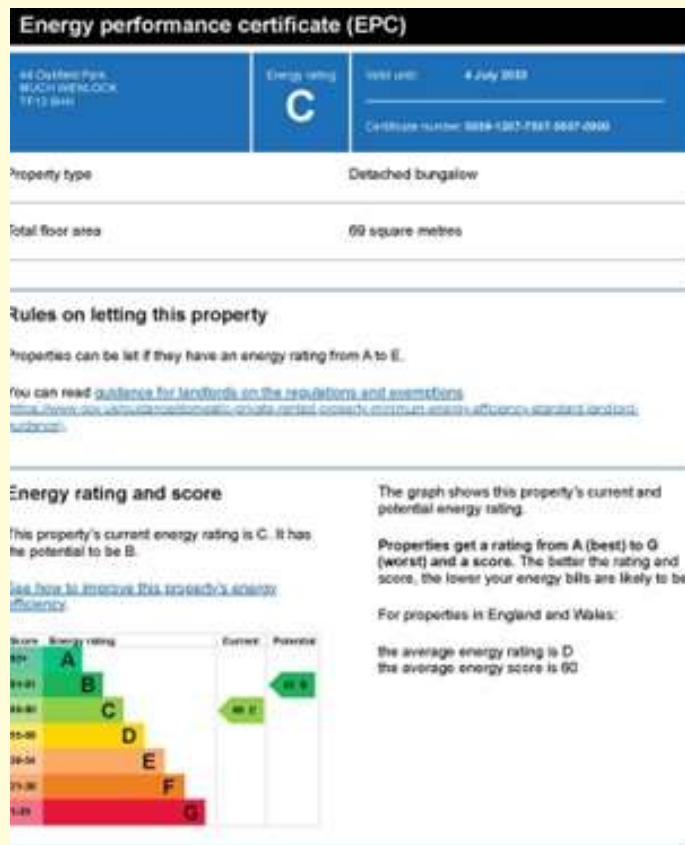 Energy performance certificate (EPC)
MUCH WENLOCK
Energy rating
C
Valid until:
4 July
Certificate number:
Property type
Detached bungalow
Total floor area
69 square metres
Rules on letting this property
Properties can be let if they have an energy rating from A to E.
You can read guidance for landlords on the regulations and exemptions
Energy rating and score
This property's current energy rating is C. It has
the potential to be B.
See how to improve this property's energy
efficiency.
Score Energy rating Current Potential
A
B
C
D
E
F
G
The graph shows this property's current and
potential energy rating.
Properties get a rating from A (best) to G
(worst) and a score. The better the rating and
score, the lower your energy bills are likely to be
For properties in England and Wales:
the average energy rating is D
the average energy score is 60